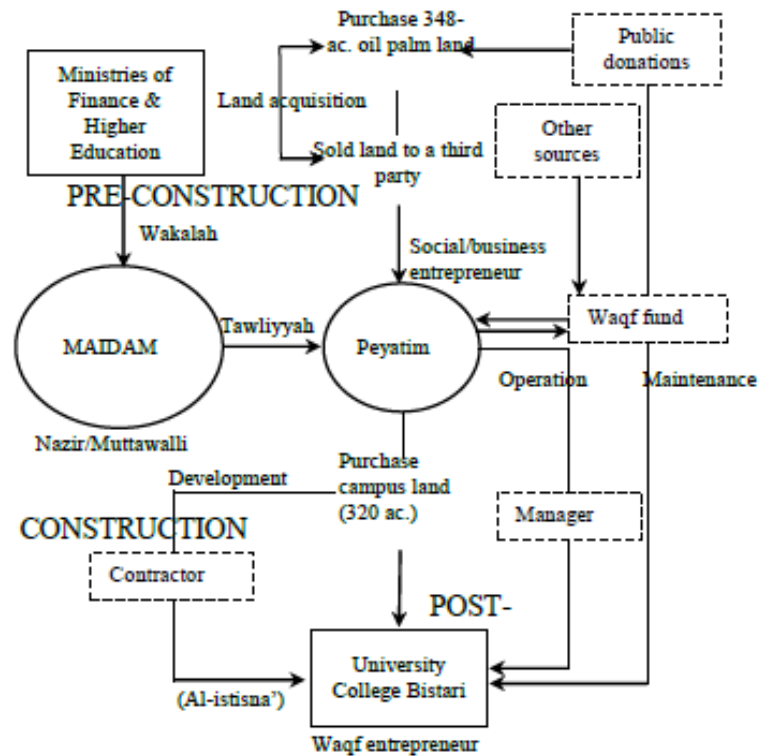 Purchase 348-
ac. oil palm land
Public
donations
Ministries of
Finance &
Higher
Education
Land acquisition
Other
sources
Sold land to a third
party
PRE-CONSTRUCTION
Wakalah
Social/business
entrepreneur
MAIDAM
Tawliyyah
Peyatim
Waqf fund
Operation
Maintenance
Nazir/Muttawalli
Purchase
campus land
(320 ac.)
Development
CONSTRUCTION
Manager
Contractor
POST-
University
College Bistari
(Al-istisna’)
Waqf entrepreneur